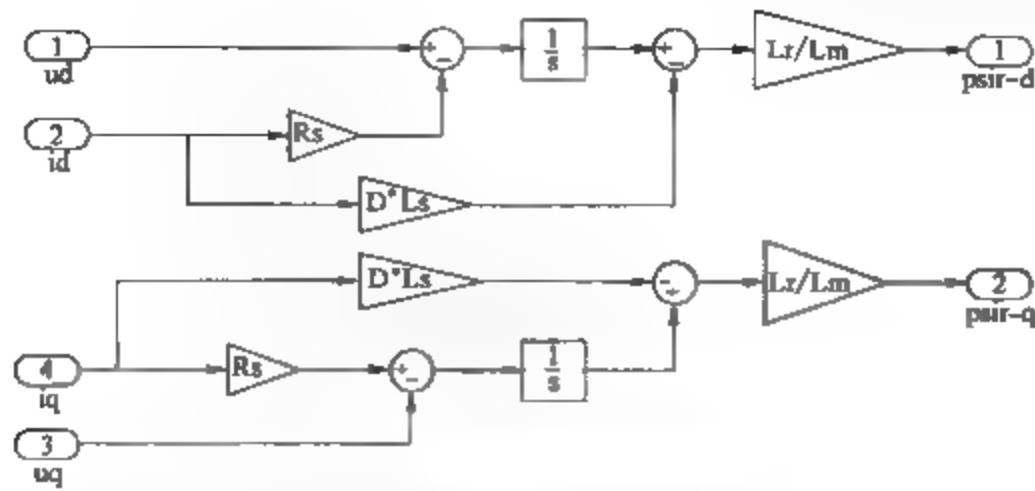 1
ud
+
−
1
s
+
−
Lr/Lm
1
psir-d
2
id
Rs
D*Ls
D*Ls
-
+
Lr/Lm
2
psir-q
4
iq
Rs
+
−
1
s
3
uq